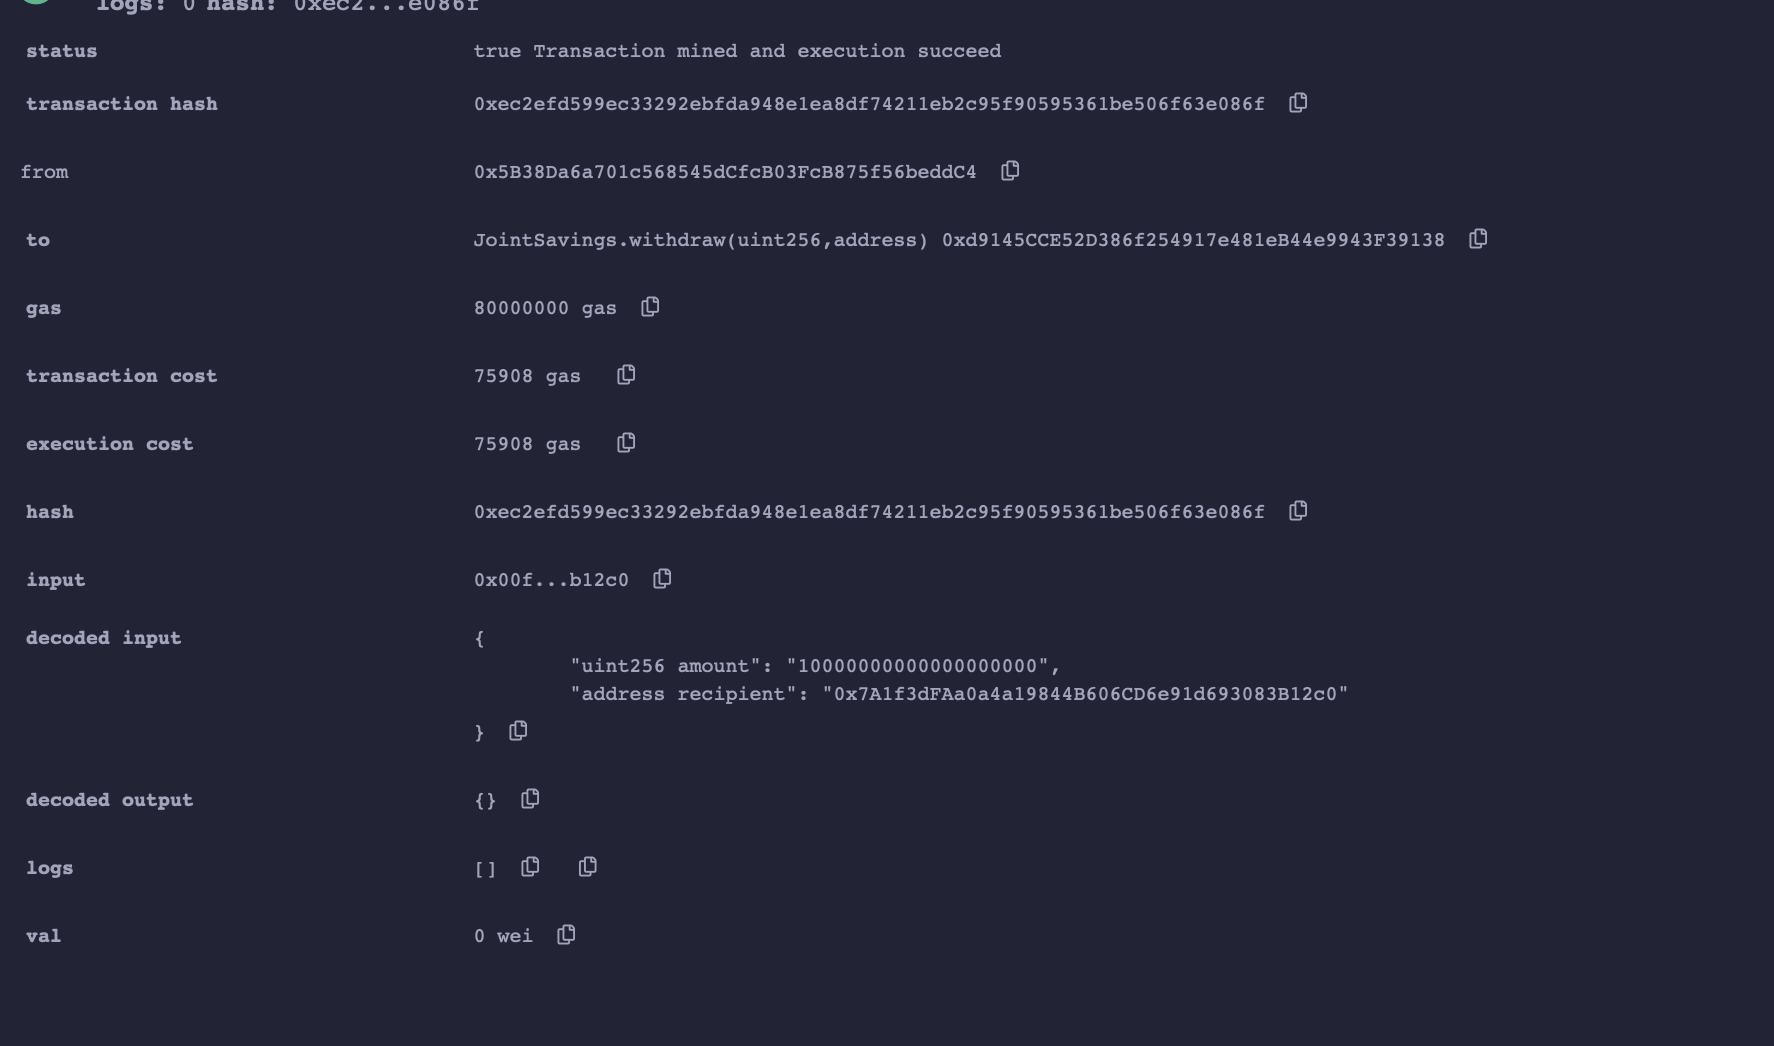 logs: 0 hash: 0xec2...e086f
status true Transaction mined and execution succeed
transaction hash 0xec2efd599ec33292ebfda948e1ea8df74211eb2c95f90595361be506f63e086f
from 0x5B38Da6a701c568545dCfcB03FcB875f56beddC4
to JointSavings.withdraw(uint256,address) 0xd9145CCE52D386f254917e481eB44e9943F39138
gas 80000000 gas
transaction cost 75908 gas
execution cost 75908 gas
hash 0xec2efd599ec33292ebfda948e1ea8df74211eb2c95f90595361be506f63e086f
input 0x00f...b12c0
decoded input {
"uint256 amount": "10000000000000000000",
"address recipient": "0x7A1f3dFAa0a4a19844B606CD6e91d693083B12c0"
}
decoded output {}
logs []
val 0 wei